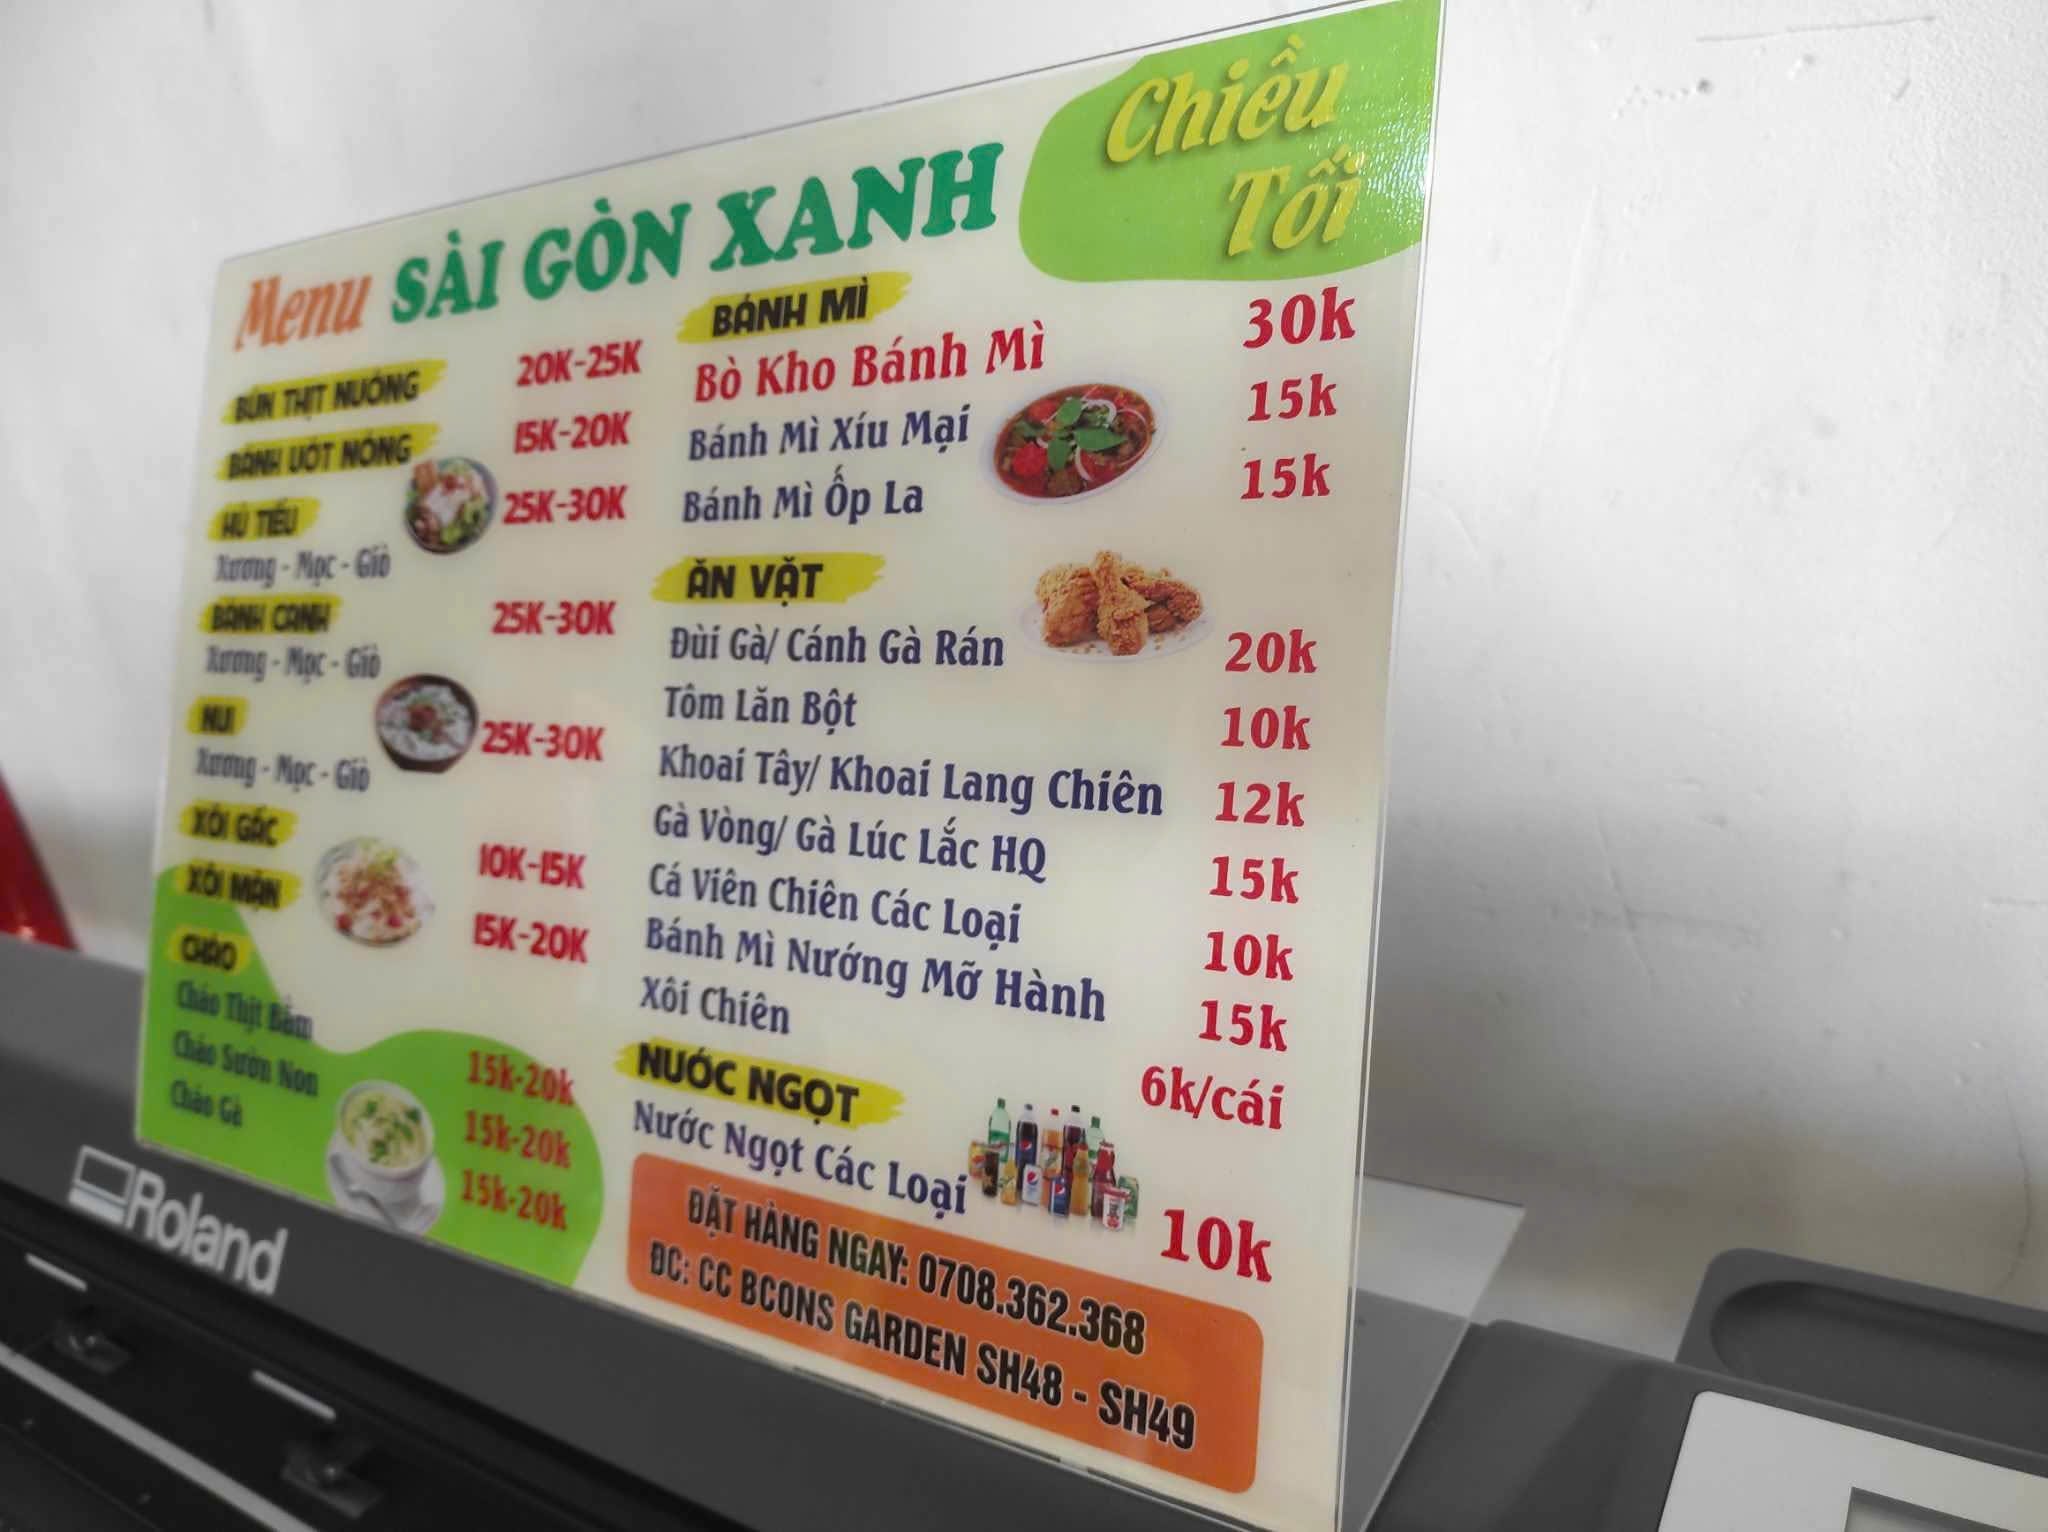 Menu SÀI GÒN XANH
Chiều
Tối
BÚN THỊT NƯỚNG 20K-25K
BÁNH ƯỚT NÓNG 15K-20K
HỦ TIẾU 25K-30K
Xương - Mọc - Giò
BÁNH CANH 25K-30K
Xương - Mọc - Giò
NUI 25K-30K
Xương - Mọc - Giò
XÔI GẤC 10K-15K
XÔI MẶN 15K-20K
CHÁO
Cháo Thịt Bằm 15k-20k
Cháo Sườn Non 15k-20k
Cháo Gà 15k-20k
BÁNH MÌ
Bò Kho Bánh Mì 30k
Bánh Mì Xíu Mại 15k
Bánh Mì Ốp La 15k
ĂN VẶT
Đùi Gà/ Cánh Gà Rán 20k
Tôm Lăn Bột 10k
Khoai Tây/ Khoai Lang Chiên 12k
Gà Vòng/ Gà Lúc Lắc HQ 15k
Cá Viên Chiên Các Loại 10k
Bánh Mì Nướng Mỡ Hành 15k
Xôi Chiên 6k/cái
NƯỚC NGỌT
Nước Ngọt Các Loại 10k
ĐẶT HÀNG NGAY: 0708.362.368
ĐC: CC BCONS GARDEN SH48 - SH49
Roland